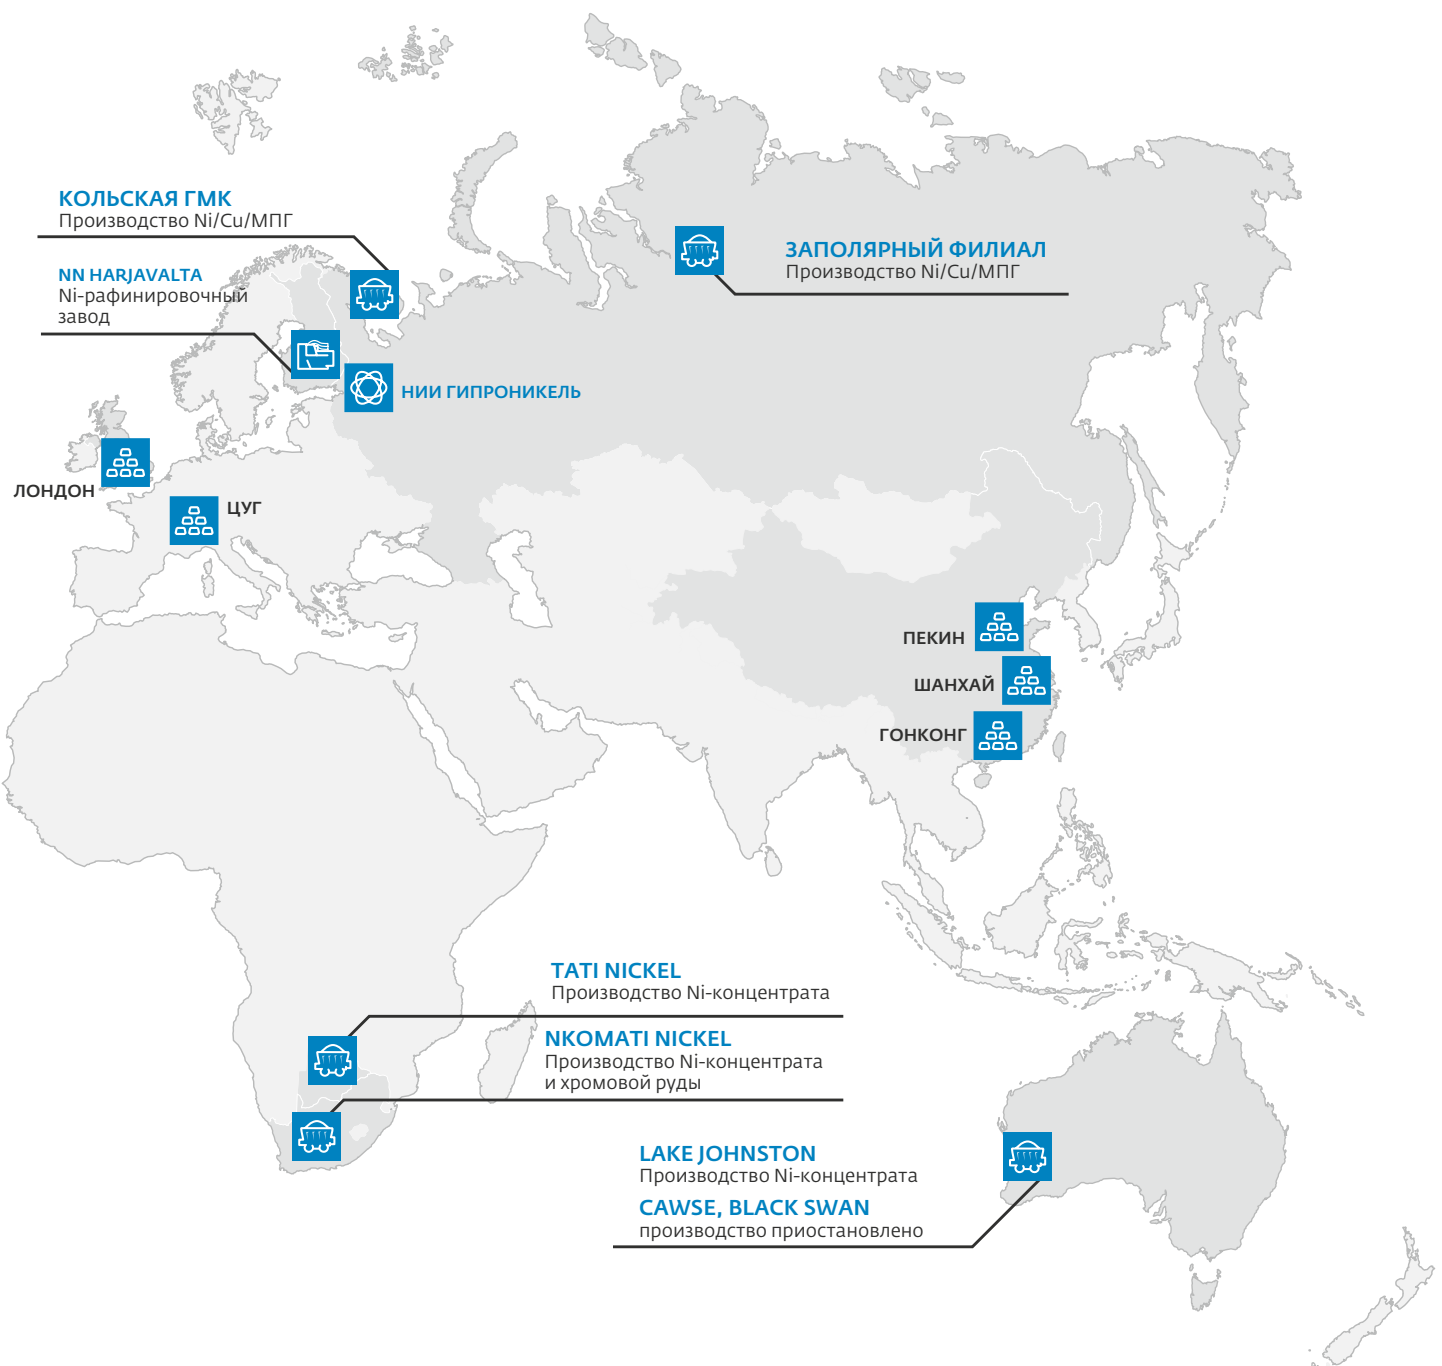 КОЛЬСКАЯ ГМК
Производство Ni/Cu/МПГ
ЗАПОЛЯРНЫЙ ФИЛИАЛ
Производство Ni/Cu/МПГ
NN HARJAVALTA
Ni-рафинировочный
завод
НИИ ГИПРОНИКЕЛЬ
ЛОНДОН
ЦУГ
ПЕКИН
ШАНХАЙ
ГОНКОНГ
TATI NICKEL
Производство Ni-концентрата
NKOMATI NICKEL
Производство Ni-концентрата
и хромовой руды
LAKE JOHNSTON
Производство Ni-концентрата
CAWSE, BLACK SWAN
производство приостановлено